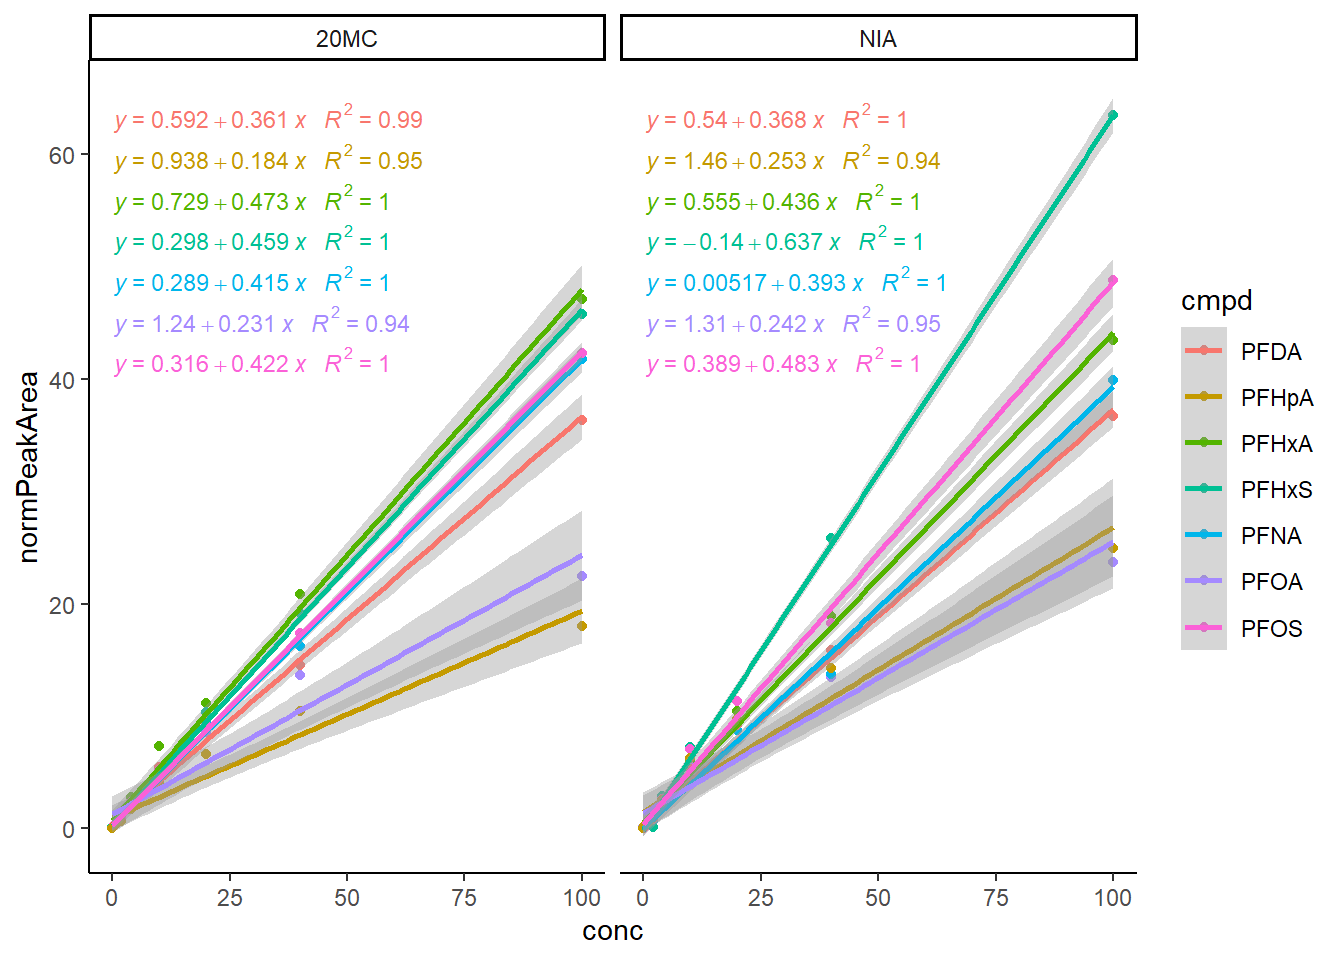 20MC
NIA
y = 0.592 + 0.361 x R² = 0.99
y = 0.938 + 0.184 x R² = 0.95
y = 0.729 + 0.473 x R² = 1
y = 0.298 + 0.459 x R² = 1
y = 0.289 + 0.415 x R² = 1
y = 1.24 + 0.231 x R² = 0.94
y = 0.316 + 0.422 x R² = 1
y = 0.54 + 0.368 x R² = 1
y = 1.46 + 0.253 x R² = 0.94
y = 0.555 + 0.436 x R² = 1
y = −0.14 + 0.637 x R² = 1
y = 0.00517 + 0.393 x R² = 1
y = 1.31 + 0.242 x R² = 0.95
y = 0.389 + 0.483 x R² = 1
60
40
20
0
normPeakArea
0 25 50 75 100
0 25 50 75 100
conc
cmpd
PFDA
PFHpA
PFHxA
PFHxS
PFNA
PFOA
PFOS